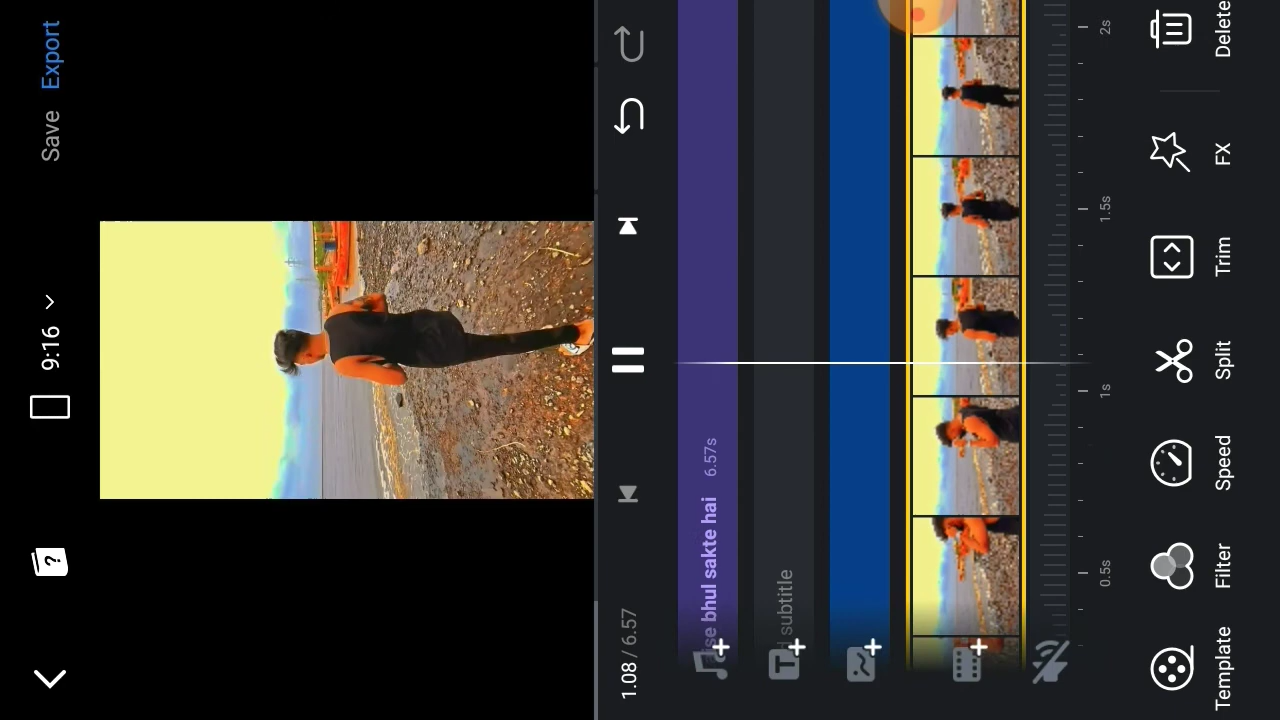 9:16
Save Export
1.08 / 6.57
se bhul sakte hai 6.57s
subtitle
0.5s 1s 1.5s 2s
Template Filter Speed Split Trim FX Delete